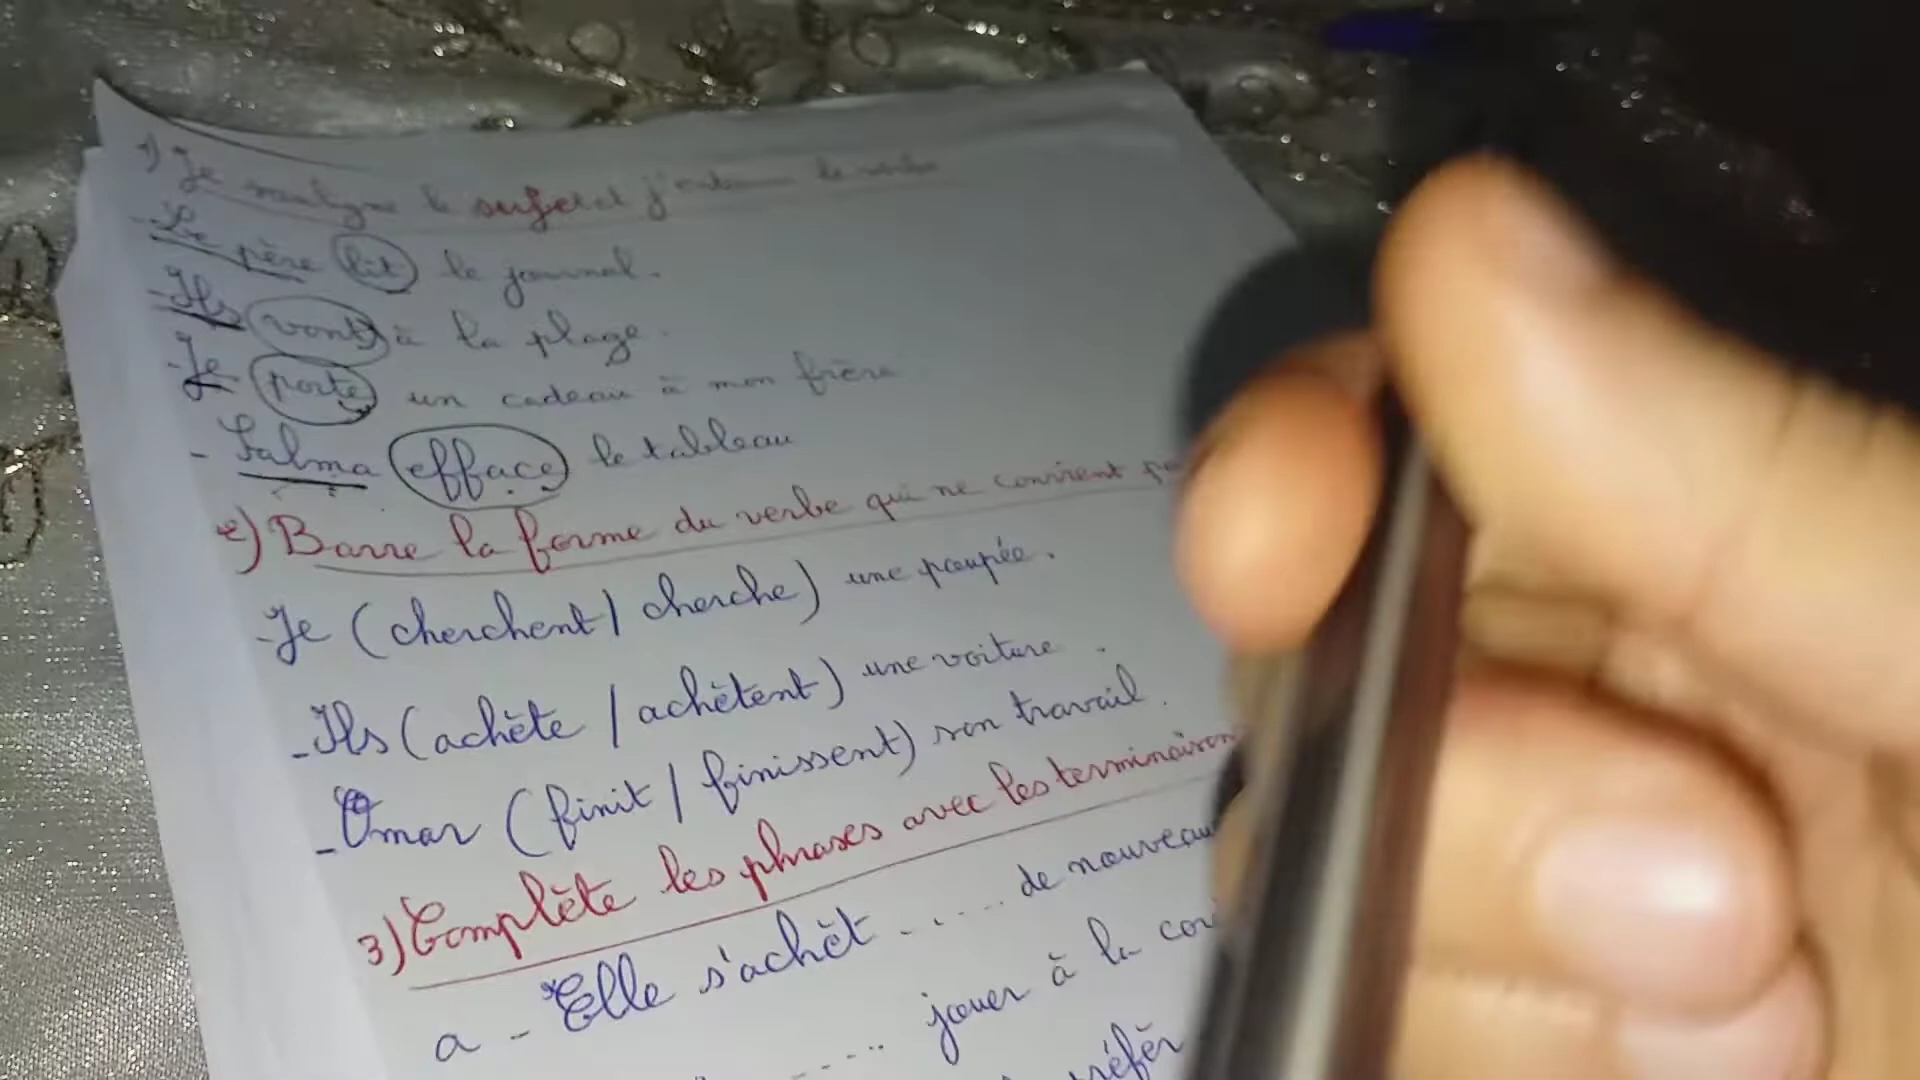 1) Je souligne le sujet et j'entoure le verbe
- Le père lit le journal.
- Ils vont à la plage.
- Je porte un cadeau à mon frère
- Salma efface le tableau
2) Barre la forme du verbe qui ne convient
- Je (cherchent / cherche) une poupée.
- Ils (achète / achètent) une voiture.
- Omar (finit / finissent) son travail.
3) Complète les phrases avec les terminaison
a - Elle s'achèt ..... de nouveau
..... jouer à la
préfèr